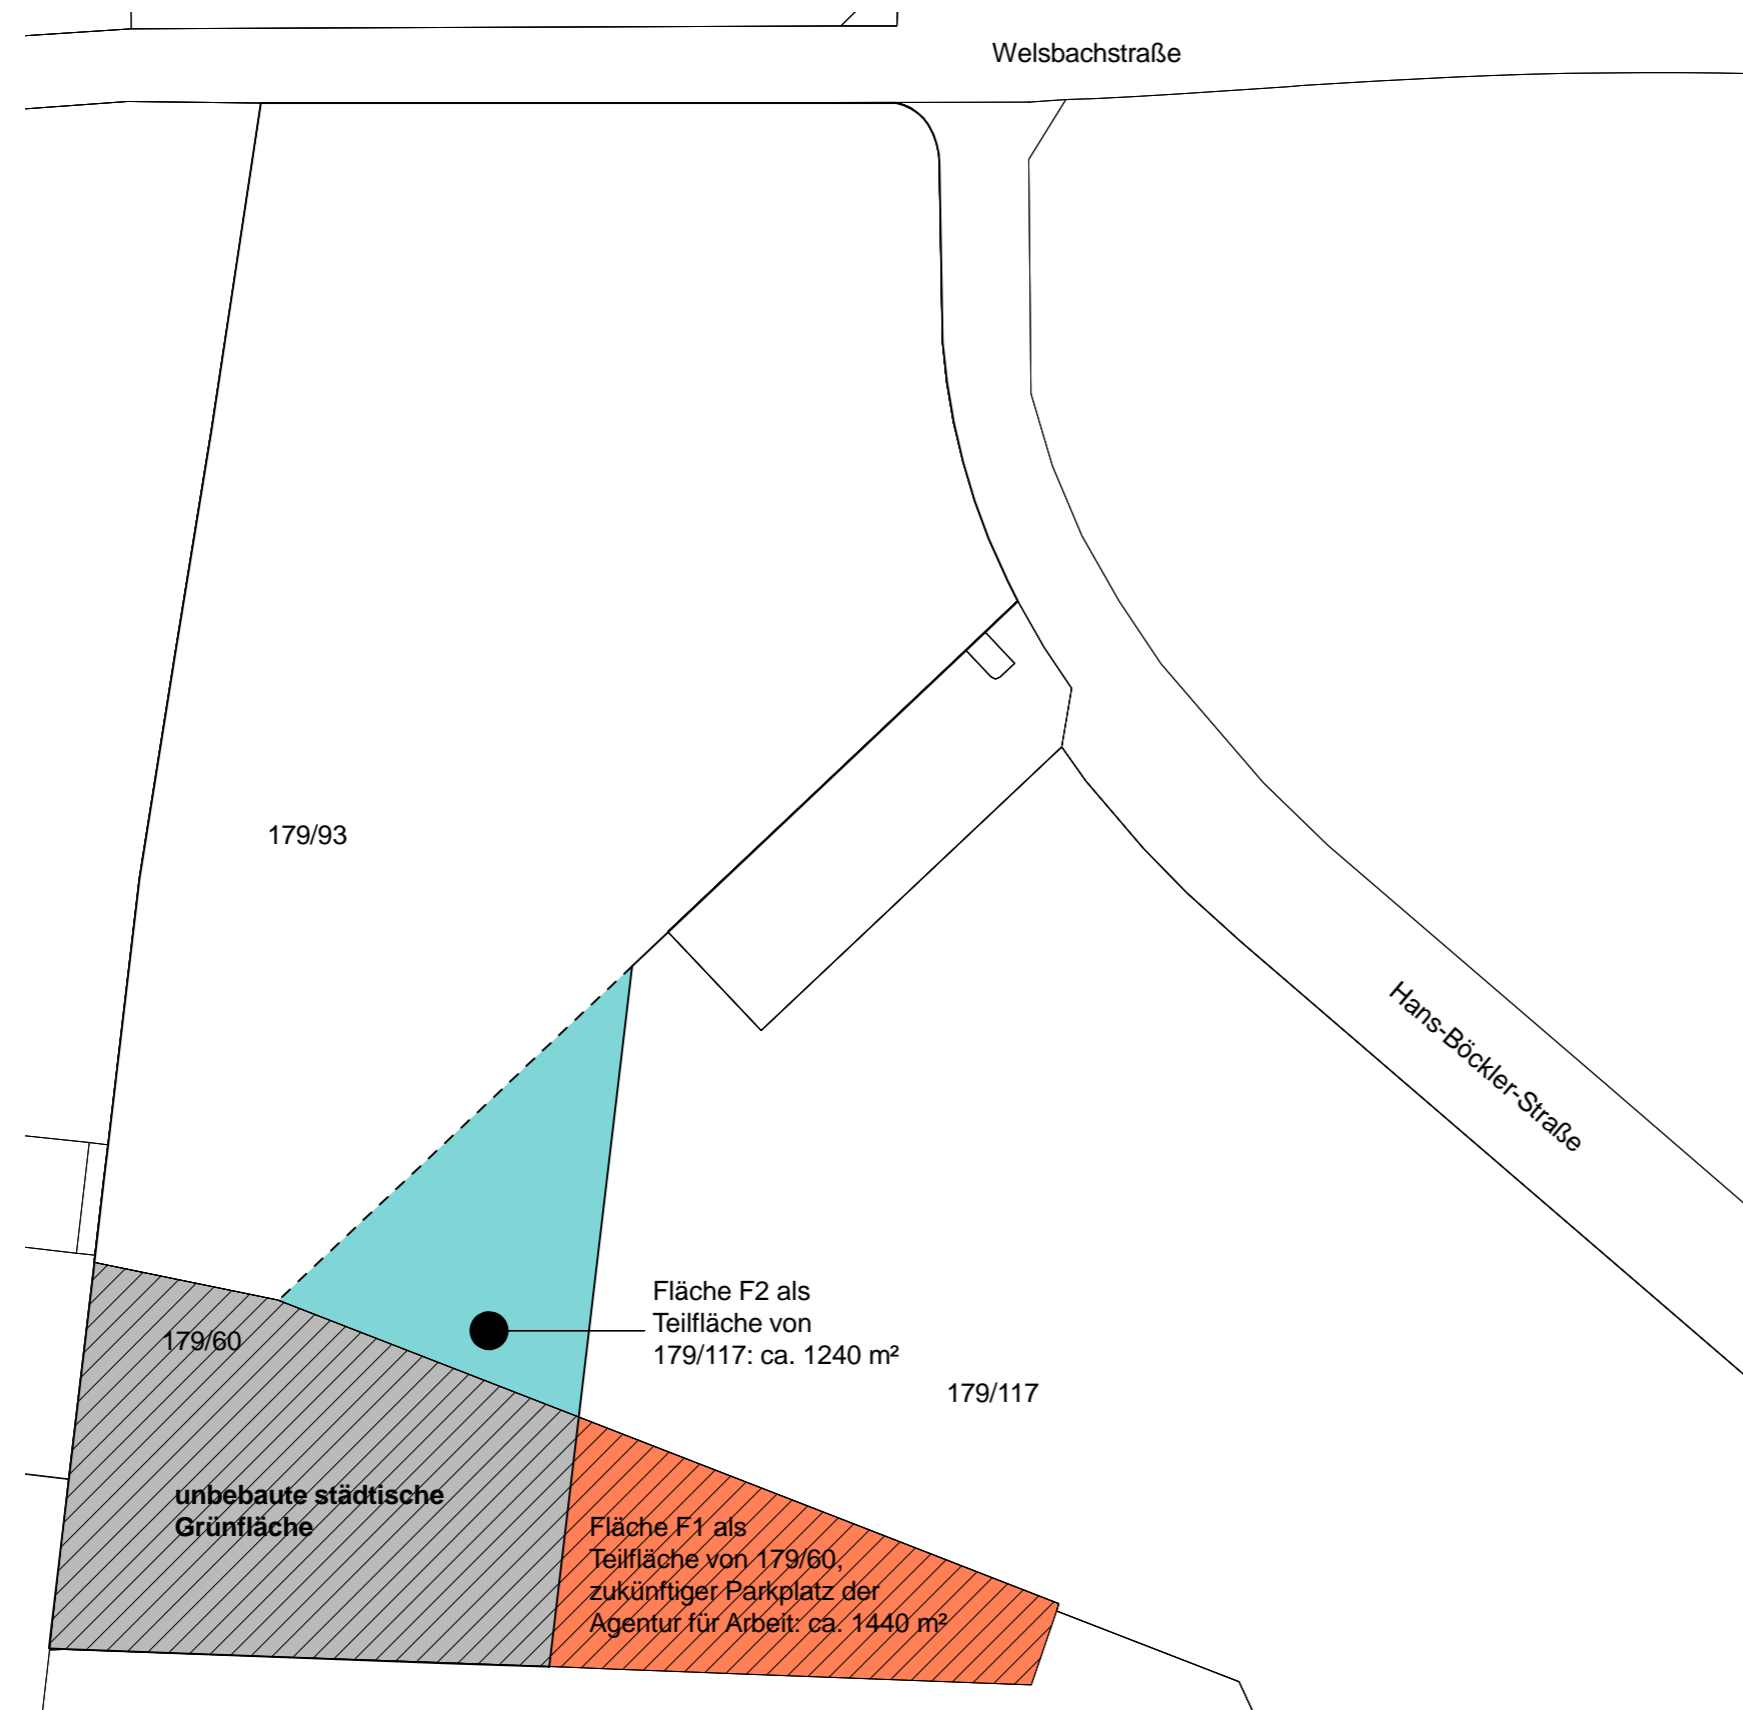 Welsbachstraße
179/93
Hans-Böckler-Straße
Fläche F2 als
Teilfläche von
179/117: ca. 1240 m²
179/60
179/117
unbebaute städtische
Grünfläche
Fläche F1 als
Teilfläche von 179/60,
zukünftiger Parkplatz der
Agentur für Arbeit: ca. 1440 m²